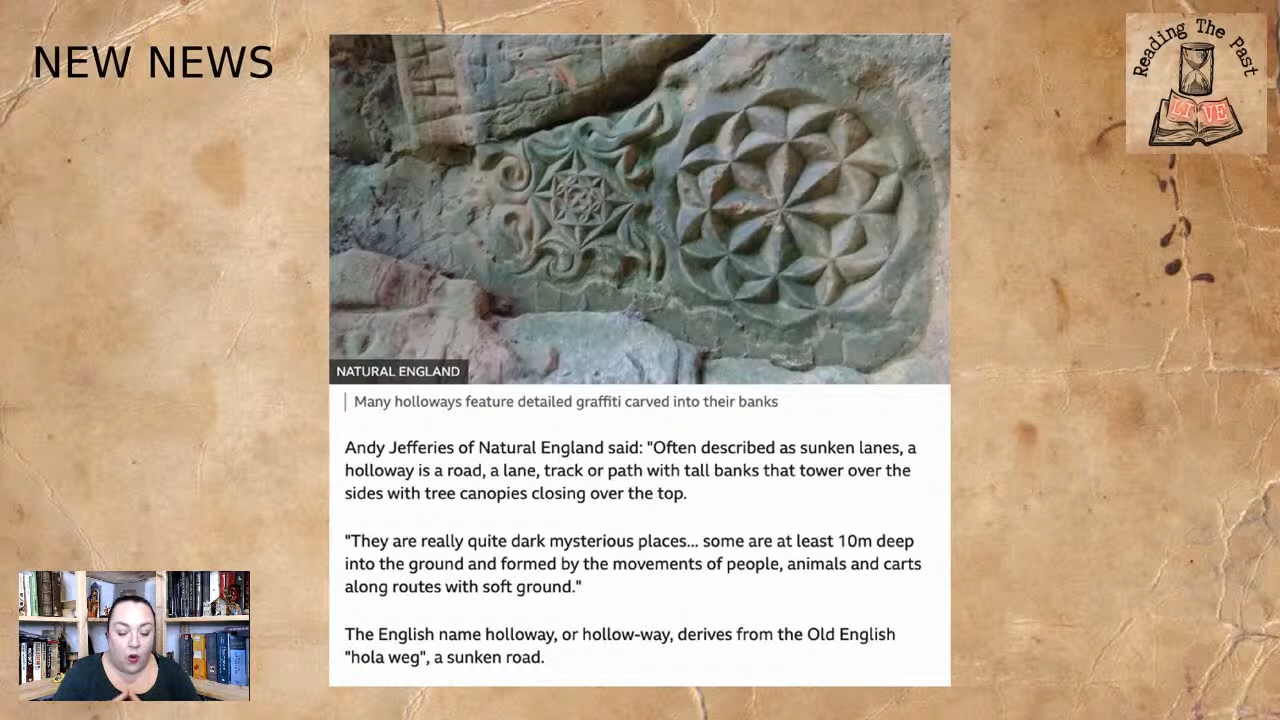 NEW NEWS
Reading The Past
LIVE
NATURAL ENGLAND
Many holloways feature detailed graffiti carved into their banks
Andy Jefferies of Natural England said: "Often described as sunken lanes, a
holloway is a road, a lane, track or path with tall banks that tower over the
sides with tree canopies closing over the top.
"They are really quite dark mysterious places... some are at least 10m deep
into the ground and formed by the movements of people, animals and carts
along routes with soft ground."
The English name holloway, or hollow-way, derives from the Old English
"hola weg", a sunken road.